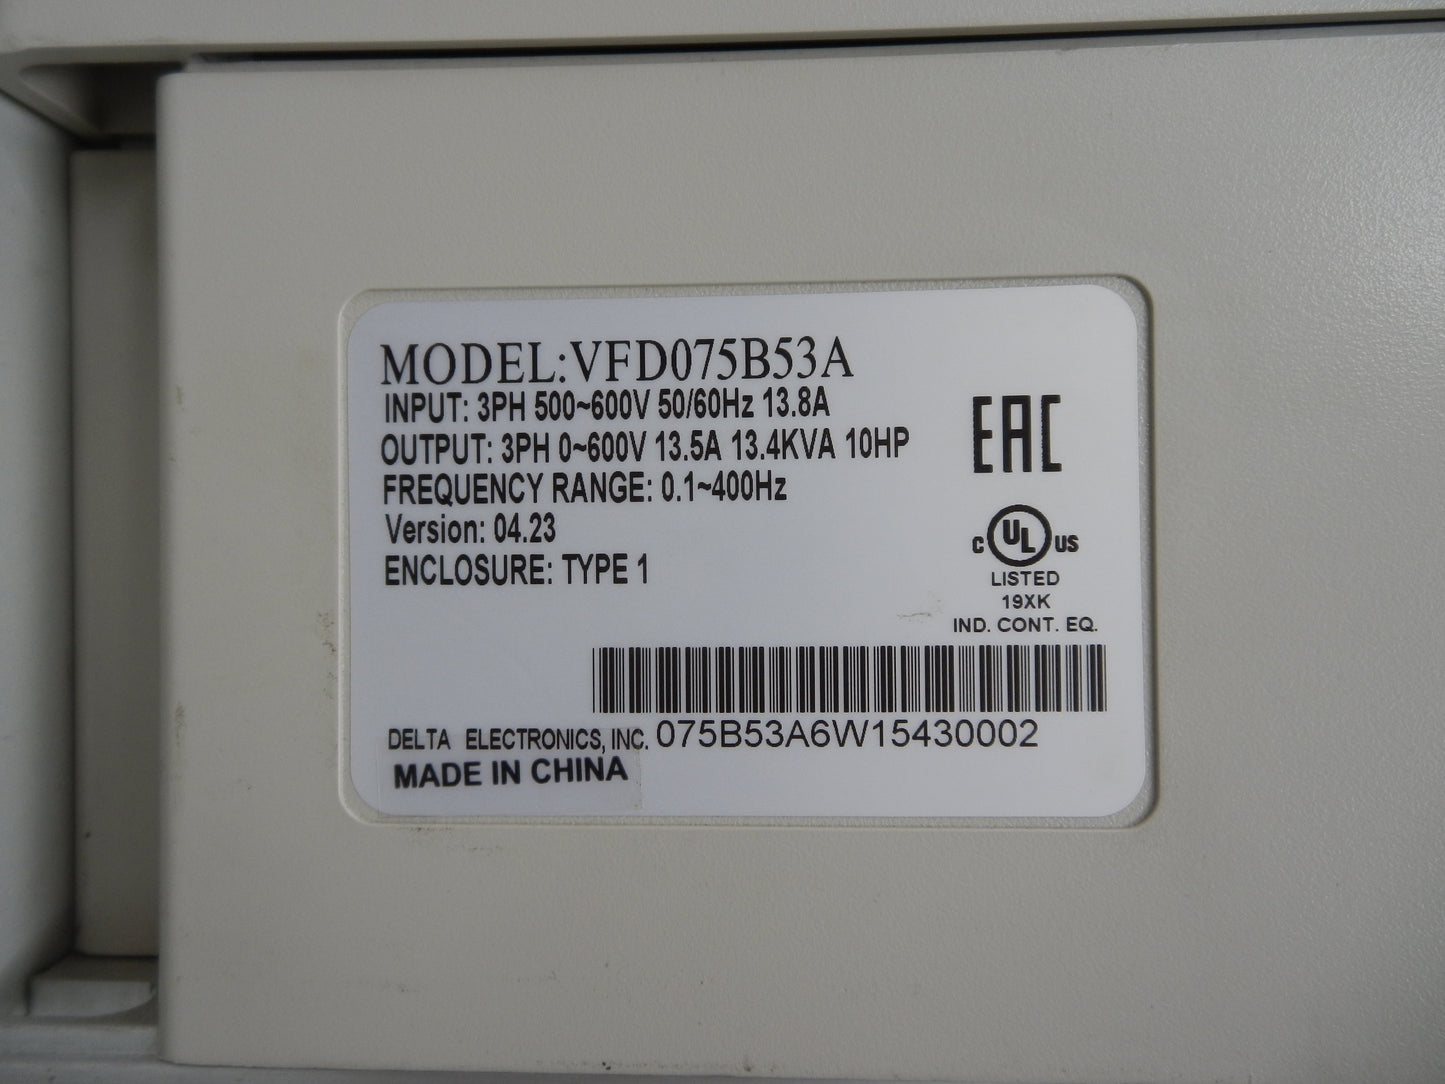 MODEL:VFD075B53A
INPUT: 3PH 500~600V 50/60Hz 13.8A
OUTPUT: 3PH 0~600V 13.5A 13.4KVA 10HP
FREQUENCY RANGE: 0.1~400Hz
Version: 04.23
ENCLOSURE: TYPE 1
EAC
C UL US
LISTED
19XK
IND. CONT. EQ.
DELTA ELECTRONICS, INC. 075B53A6W15430002
MADE IN CHINA